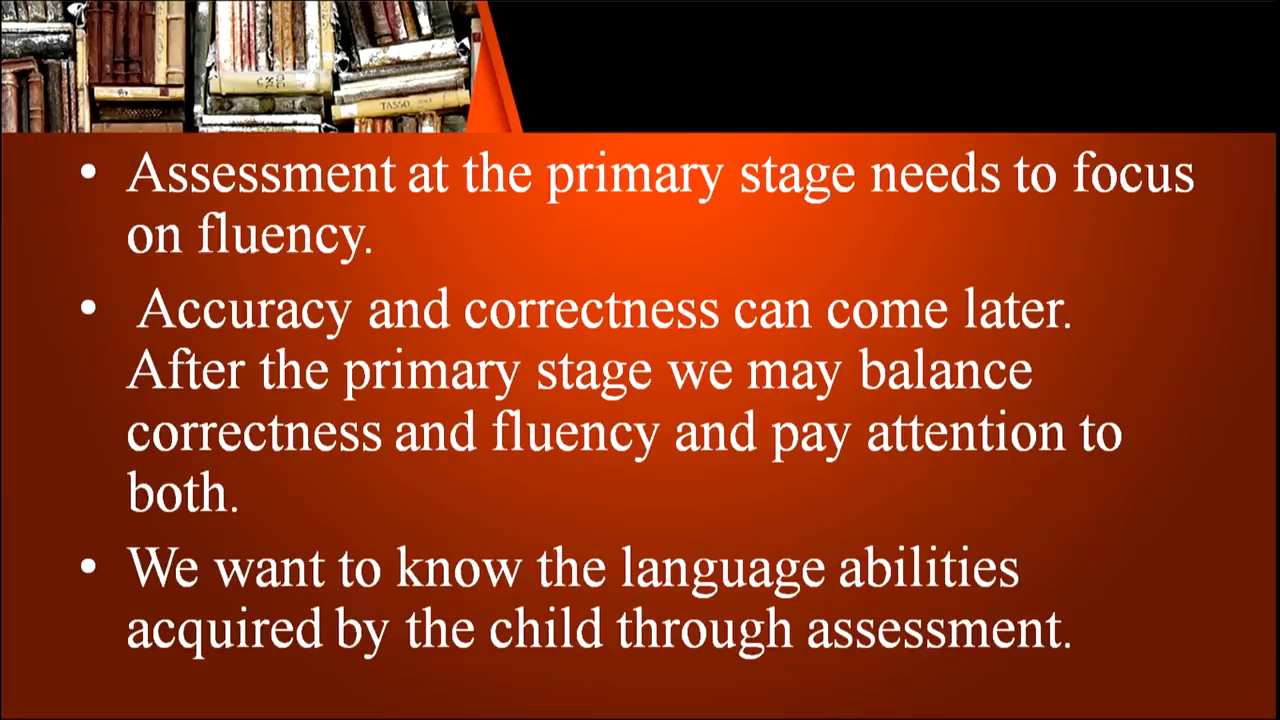 TASSO
• Assessment at the primary stage needs to focus
on fluency.
• Accuracy and correctness can come later.
After the primary stage we may balance
correctness and fluency and pay attention to
both.
• We want to know the language abilities
acquired by the child through assessment.